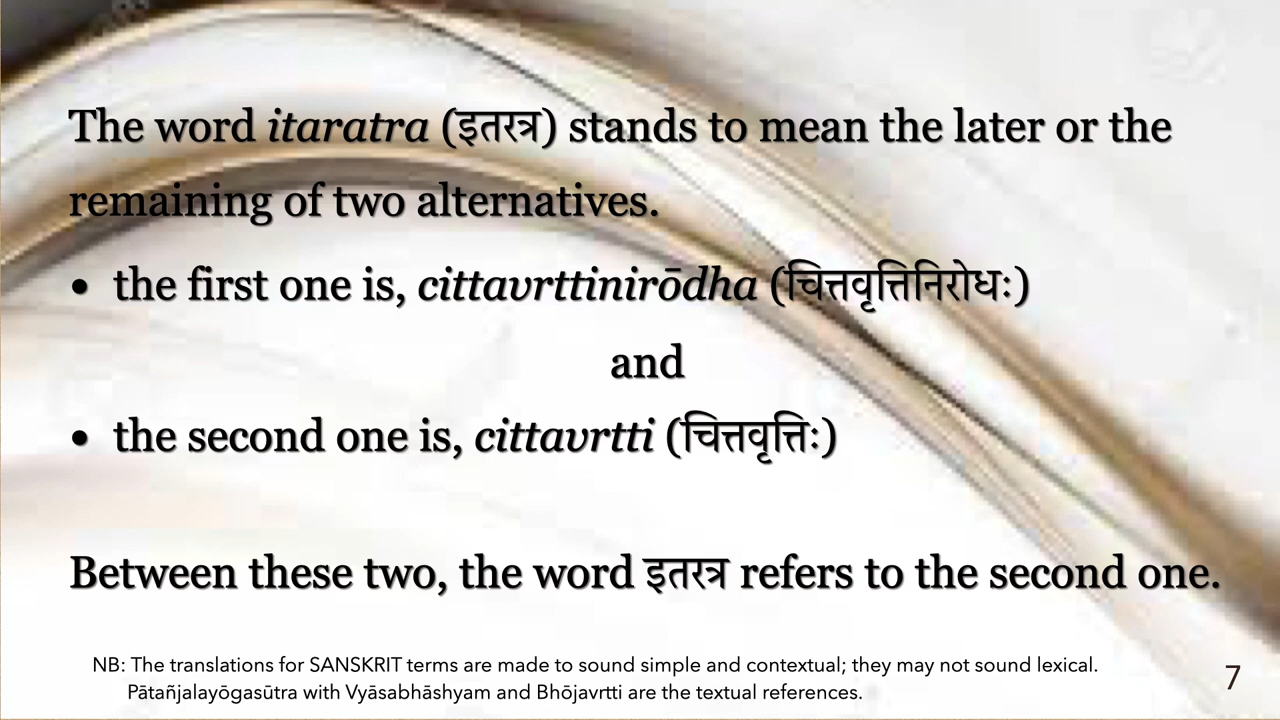 The word itaratra (इतरत्र) stands to mean the later or the
remaining of two alternatives.
• the first one is, cittavrttinirōdha (चित्तवृत्तिनिरोधः)
and
• the second one is, cittavrtti (चित्तवृत्तिः)
Between these two, the word इतरत्र refers to the second one.
NB: The translations for SANSKRIT terms are made to sound simple and contextual; they may not sound lexical.
Pātañjalayōgasūtra with Vyāsabhāshyam and Bhōjavrtti are the textual references.
7